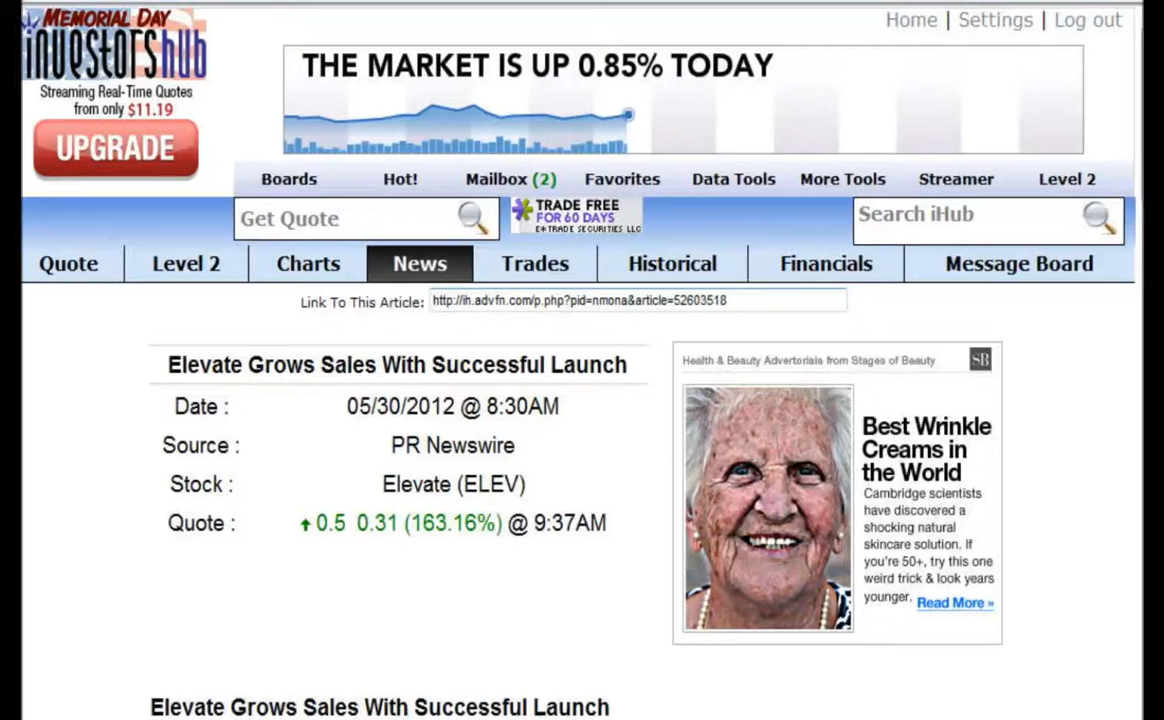 Home | Settings | Log out
MEMORIAL DAY
investorshub
Streaming Real-Time Quotes
from only $11.19
UPGRADE
THE MARKET IS UP 0.85% TODAY
Boards Hot! Mailbox (2) Favorites Data Tools More Tools Streamer Level 2
Get Quote
TRADE FREE
FOR 60 DAYS
E*TRADE SECURITIES LLC
Search iHub
Quote Level 2 Charts News Trades Historical Financials Message Board
Link To This Article: http://ih.advfn.com/p.php?pid=nmona&article=52603518
Elevate Grows Sales With Successful Launch
Date : 05/30/2012 @ 8:30AM
Source : PR Newswire
Stock : Elevate (ELEV)
Quote : 0.5 0.31 (163.16%) @ 9:37AM
Health & Beauty Advertorials from Stages of Beauty
SB
Best Wrinkle
Creams in
the World
Cambridge scientists
have discovered a
shocking natural
skincare solution. If
you're 50+, try this one
weird trick & look years
younger. Read More »
Elevate Grows Sales With Successful Launch